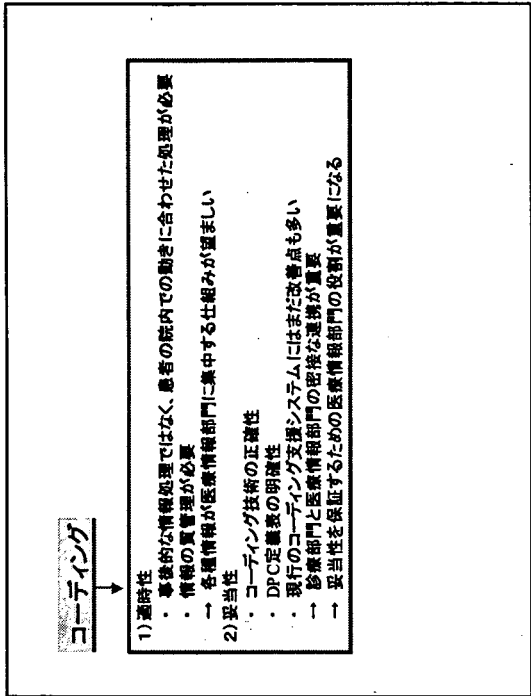 コーディング
1)適時性
・ 事後的な情報処理ではなく、患者の院内での動きに合わせた処理が必要
・ 情報の質管理が必要
→ 各種情報が医療情報部門に集中する仕組みが望ましい
2)妥当性
・ コーディング技術の正確性
・ DPC定義表の明確性
・ 現行のコーディング支援システムにはまだ改善点も多い
→ 診療部門と医療情報部門の密接な連携が重要
→ 妥当性を保証するための医療情報部門の役割が重要になる